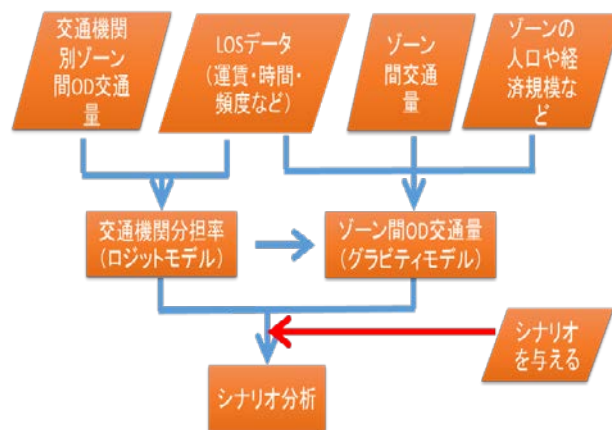 交通機関
別ゾーン
間OD交通
量
LOSデータ
(運賃・時間・
頻度など)
ゾーン
間交通
量
ゾーンの
人口や経
済規模な
ど
交通機関分担率
(ロジットモデル)
ゾーン間OD交通量
(グラビティモデル)
シナリオ
を与える
シナリオ分析